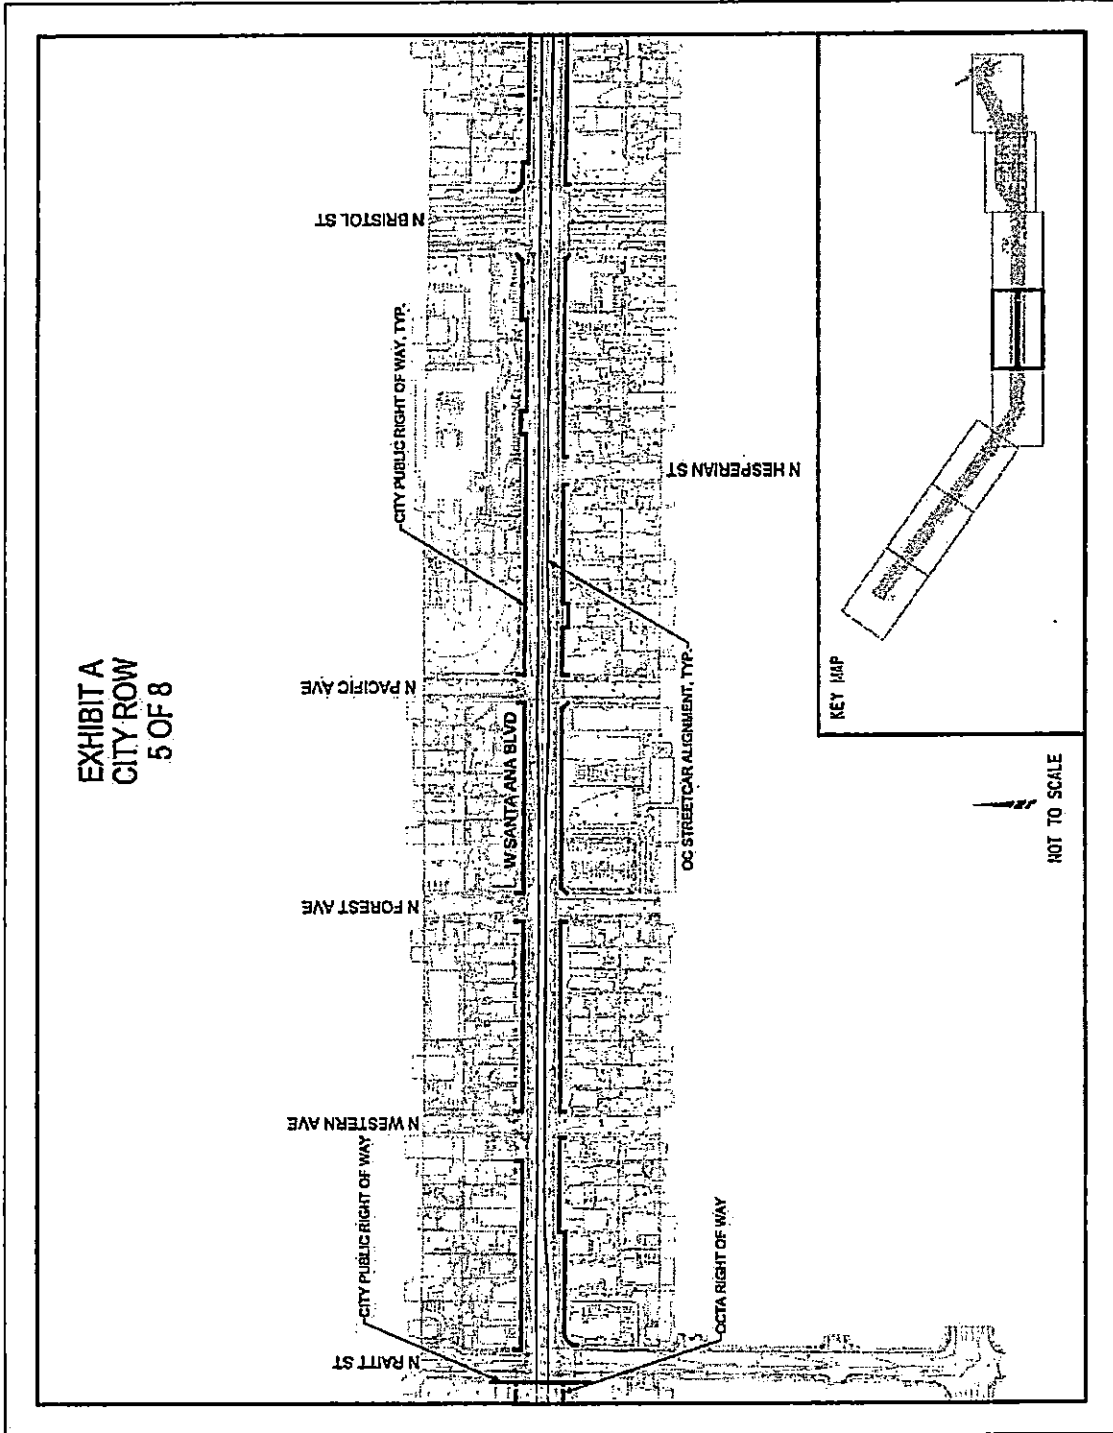 EXHIBIT A
CITY ROW
5 OF 8
N RAITT ST
N WESTERN AVE
N FOREST AVE
N PACIFIC AVE
N BRISTOL ST
CITY PUBLIC RIGHT OF WAY
CITY PUBLIC RIGHT OF WAY, TYP.
W SANTA ANA BLVD
OCTA RIGHT OF WAY
OC STREETCAR ALIGNMENT, TYP.
N HESPERIAN ST
NOT TO SCALE
KEY MAP